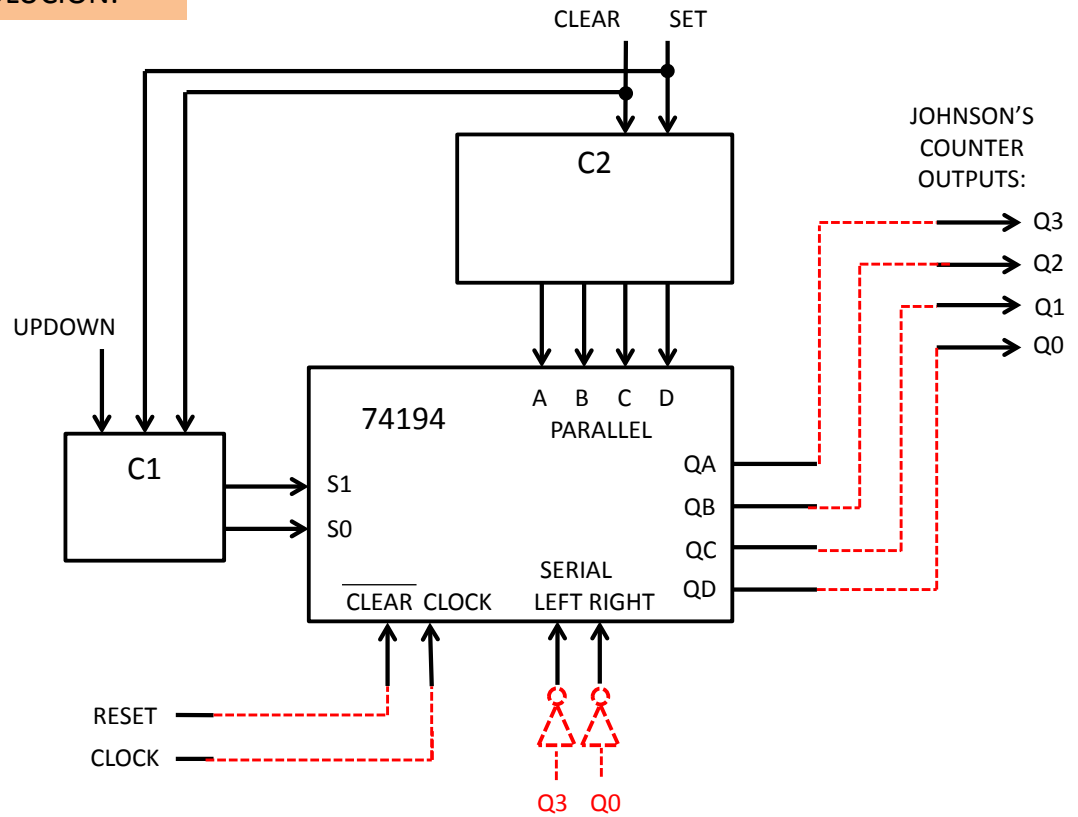 CLEAR SET
C2
JOHNSON'S
COUNTER
OUTPUTS:
Q3
Q2
Q1
Q0
UPDOWN
C1
74194
A B C D
PARALLEL
QA
QB
QC
QD
S1
S0
SERIAL
CLEAR CLOCK LEFT RIGHT
RESET
CLOCK
Q3 Q0